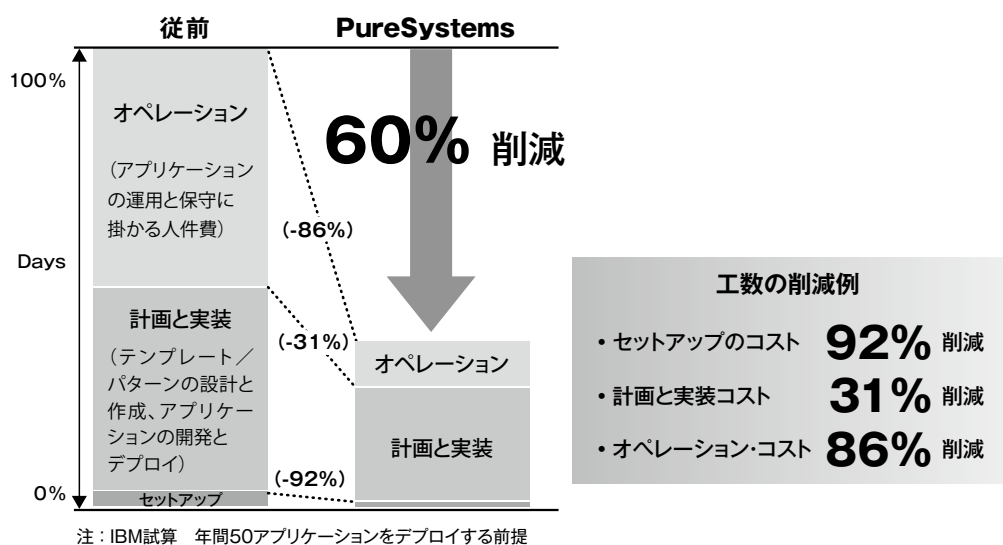 従前
PureSystems
100%
オペレーション
(アプリケーション
の運用と保守に
掛かる人件費)
60% 削減
(-86%)
Days
計画と実装
(テンプレート/
パターンの設計と
作成、アプリケー
ションの開発と
デプロイ)
(-31%)
オペレーション
計画と実装
(-92%)
0%
セットアップ
工数の削減例
・セットアップのコスト 92% 削減
・計画と実装コスト 31% 削減
・オペレーション・コスト 86% 削減
注:IBM試算 年間50アプリケーションをデプロイする前提